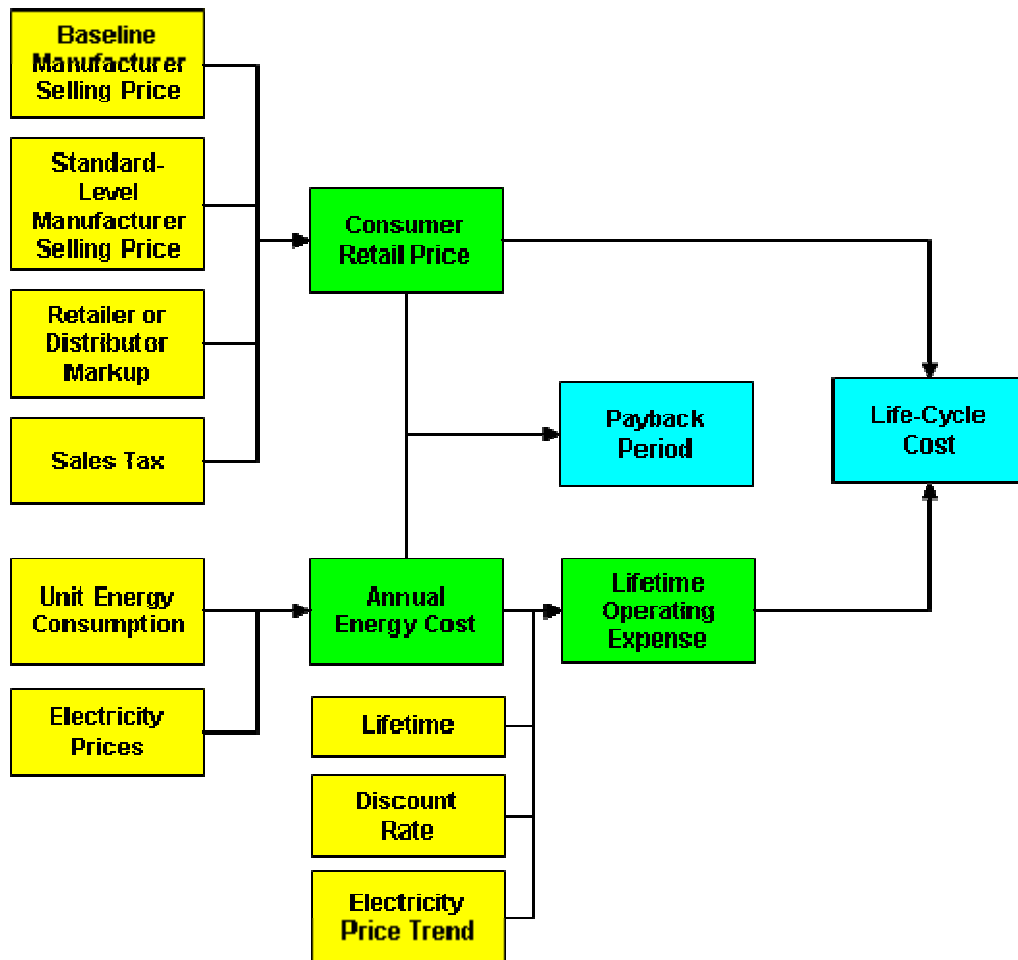 Baseline
Manufacturer
Selling Price
Standard-
Level
Manufacturer
Selling Price
Retailer or
Distributor
Markup
Sales Tax
Consumer
Retail Price
Payback
Period
Life-Cycle
Cost
Unit Energy
Consumption
Electricity
Prices
Annual
Energy Cost
Lifetime
Operating
Expense
Lifetime
Discount
Rate
Electricity
Price Trend